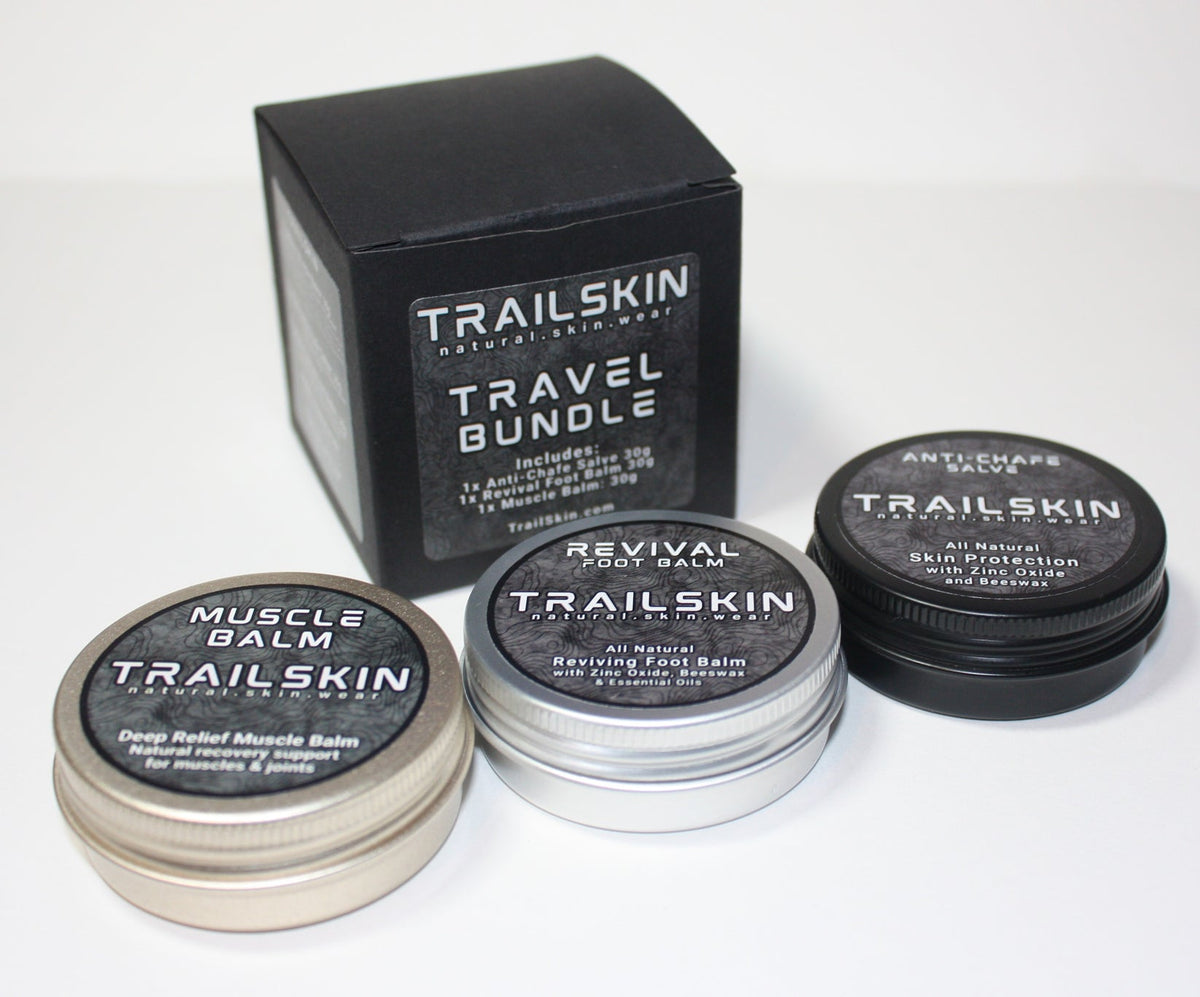 TRAILSKIN
natural.skin.wear
TRAVEL
BUNDLE
Includes:
1x Anti-Chafe Salve 30g
1x Revival Foot Balm 30g
1x Muscle Balm: 30g
TrailSkin.com
ANTI-CHAFE
SALVE
TRAILSKIN
natural.skin.wear
All Natural
Skin Protection
with Zinc Oxide
and Beeswax
REVIVAL
FOOT BALM
TRAILSKIN
natural.skin.wear
All Natural
Reviving Foot Balm
with Zinc Oxide, Beeswax
& Essential Oils
MUSCLE
BALM
TRAILSKIN
natural.skin.wear
Deep Relief Muscle Balm
Natural recovery support
for muscles & joints